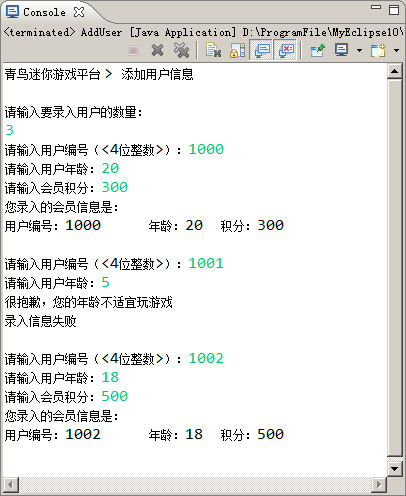 Console
<terminated> AddUser [Java Application] D:\ProgramFile\MyEclipse10\
青鸟迷你游戏平台 > 添加用户信息
请输入要录入用户的数量：
3
请输入用户编号（<4位整数>）：1000
请输入用户年龄：20
请输入会员积分：300
您录入的会员信息是：
用户编号：1000 年龄：20 积分：300
请输入用户编号（<4位整数>）：1001
请输入用户年龄：5
很抱歉，您的年龄不适宜玩游戏
录入信息失败
请输入用户编号（<4位整数>）：1002
请输入用户年龄：18
请输入会员积分：500
您录入的会员信息是：
用户编号：1002 年龄：18 积分：500